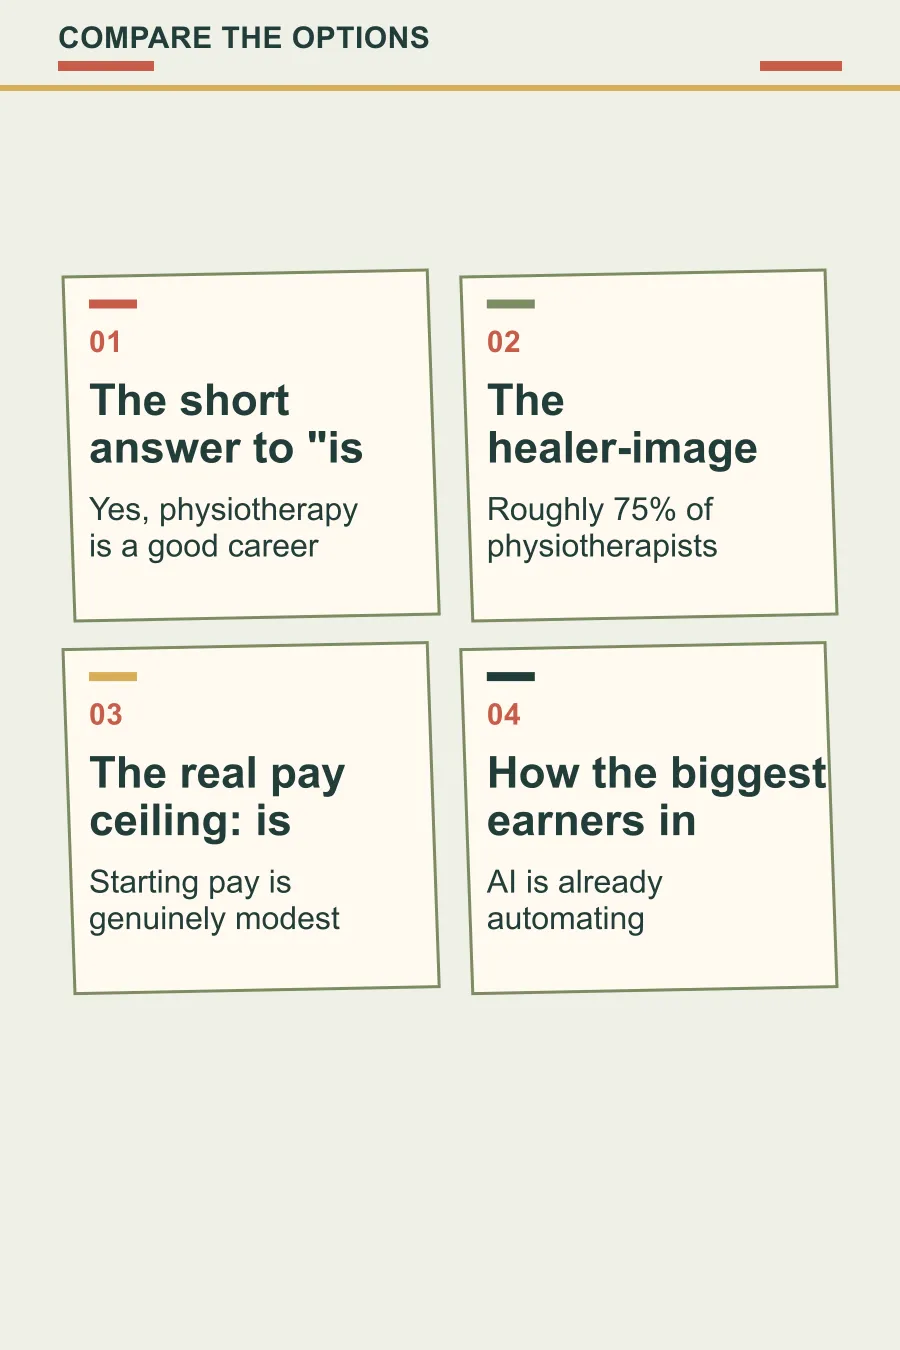 COMPARE THE OPTIONS
01
The short
answer to "is
Yes, physiotherapy
is a good career
02
The
healer-image
Roughly 75% of
physiotherapists
03
The real pay
ceiling: is
Starting pay is
genuinely modest
04
How the biggest
earners in
AI is already
automating